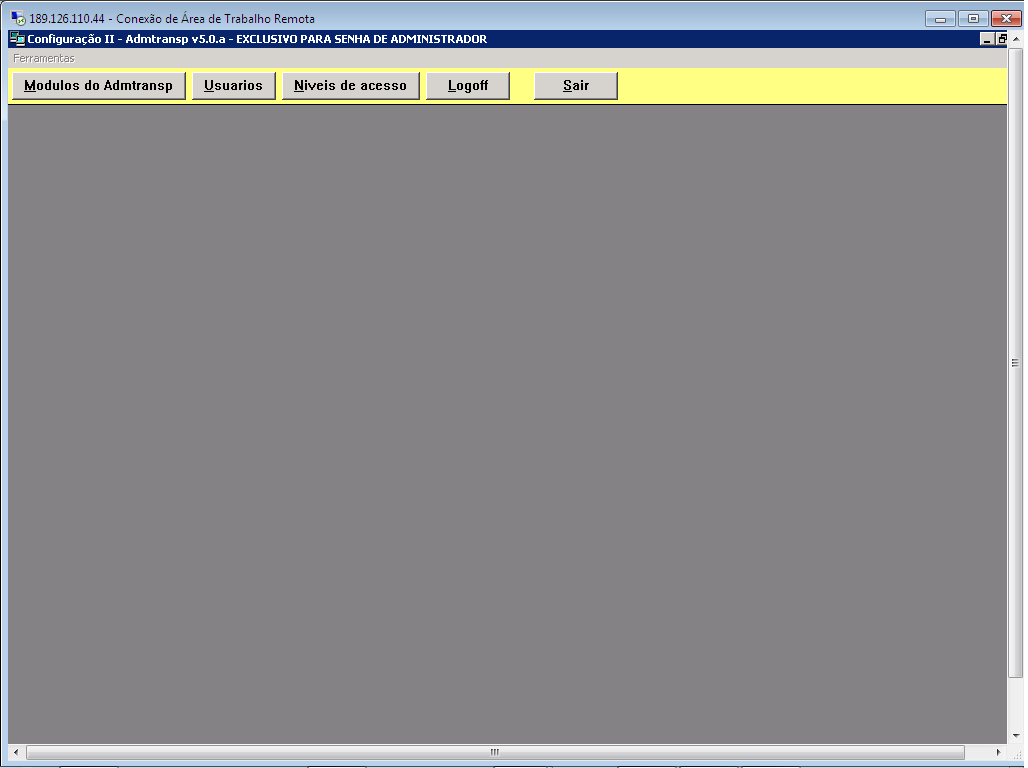 189.126.110.44 - Conexão de Área de Trabalho Remota
Configuração II - Admtransp v5.0.a - EXCLUSIVO PARA SENHA DE ADMINISTRADOR
Ferramentas
Modulos do Admtransp Usuarios Niveis de acesso Logoff Sair